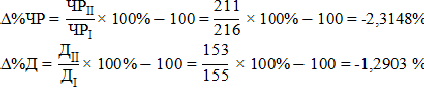 Δ%ЧР = ЧР_II / ЧР_I × 100% – 100 = 211 / 216 × 100% – 100 = -2,3148%
Δ%Д = Д_II / Д_I × 100% – 100 = 153 / 155 × 100% – 100 = -1,2903 %